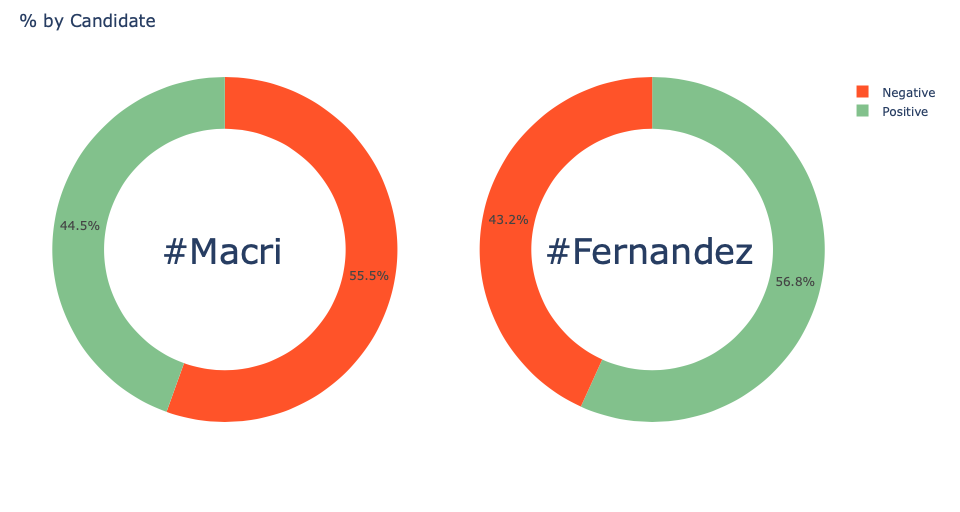 % by Candidate
Negative
Positive
44.5%
#Macri
55.5%
43.2%
#Fernandez
56.8%